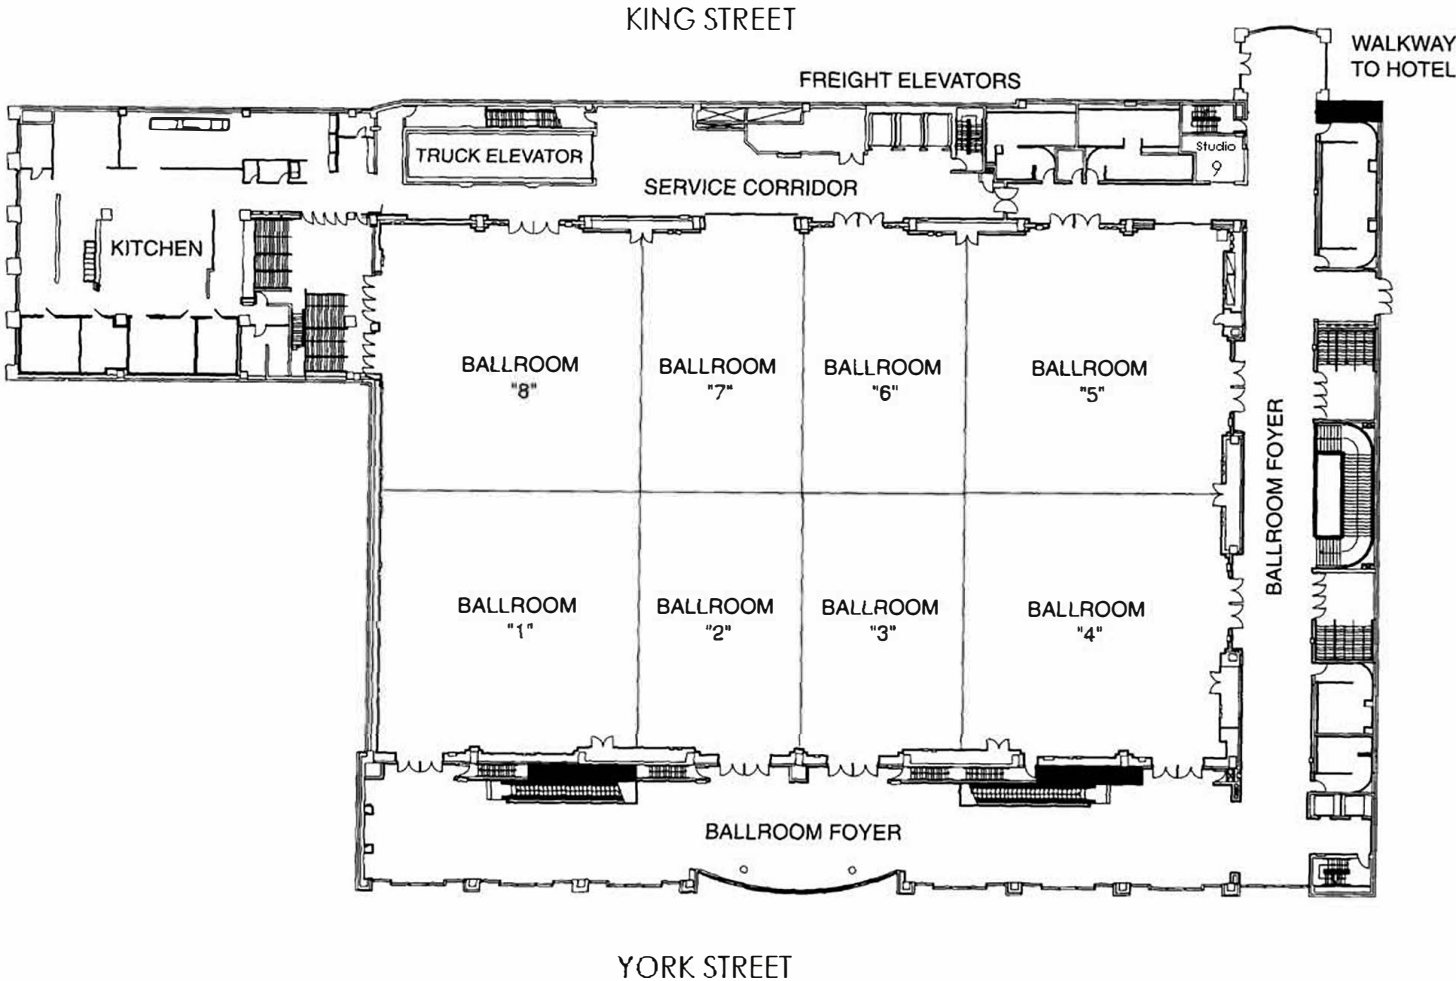 KING STREET
WALKWAY
TO HOTEL
FREIGHT ELEVATORS
TRUCK ELEVATOR
Studio
9
SERVICE CORRIDOR
KITCHEN
BALLROOM
"8"
BALLROOM
"7"
BALLROOM
"6"
BALLROOM
"5"
BALLROOM FOYER
BALLROOM
"1"
BALLROOM
"2"
BALLROOM
"3"
BALLROOM
"4"
BALLROOM FOYER
YORK STREET